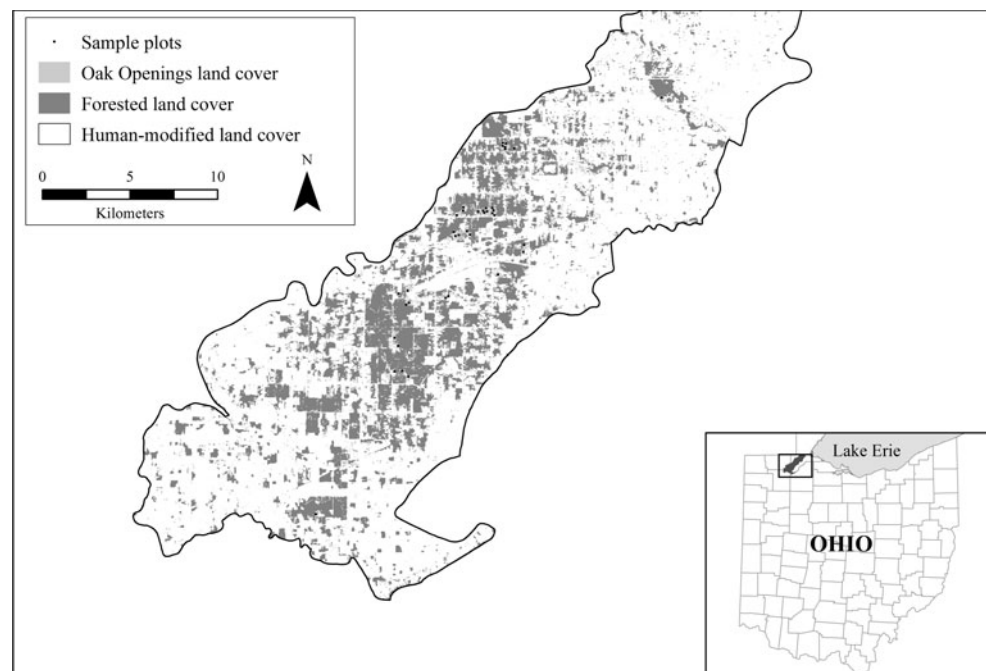 Sample plots
Oak Openings land cover
Forested land cover
Human-modified land cover
N
0 5 10
Kilometers
Lake Erie
OHIO